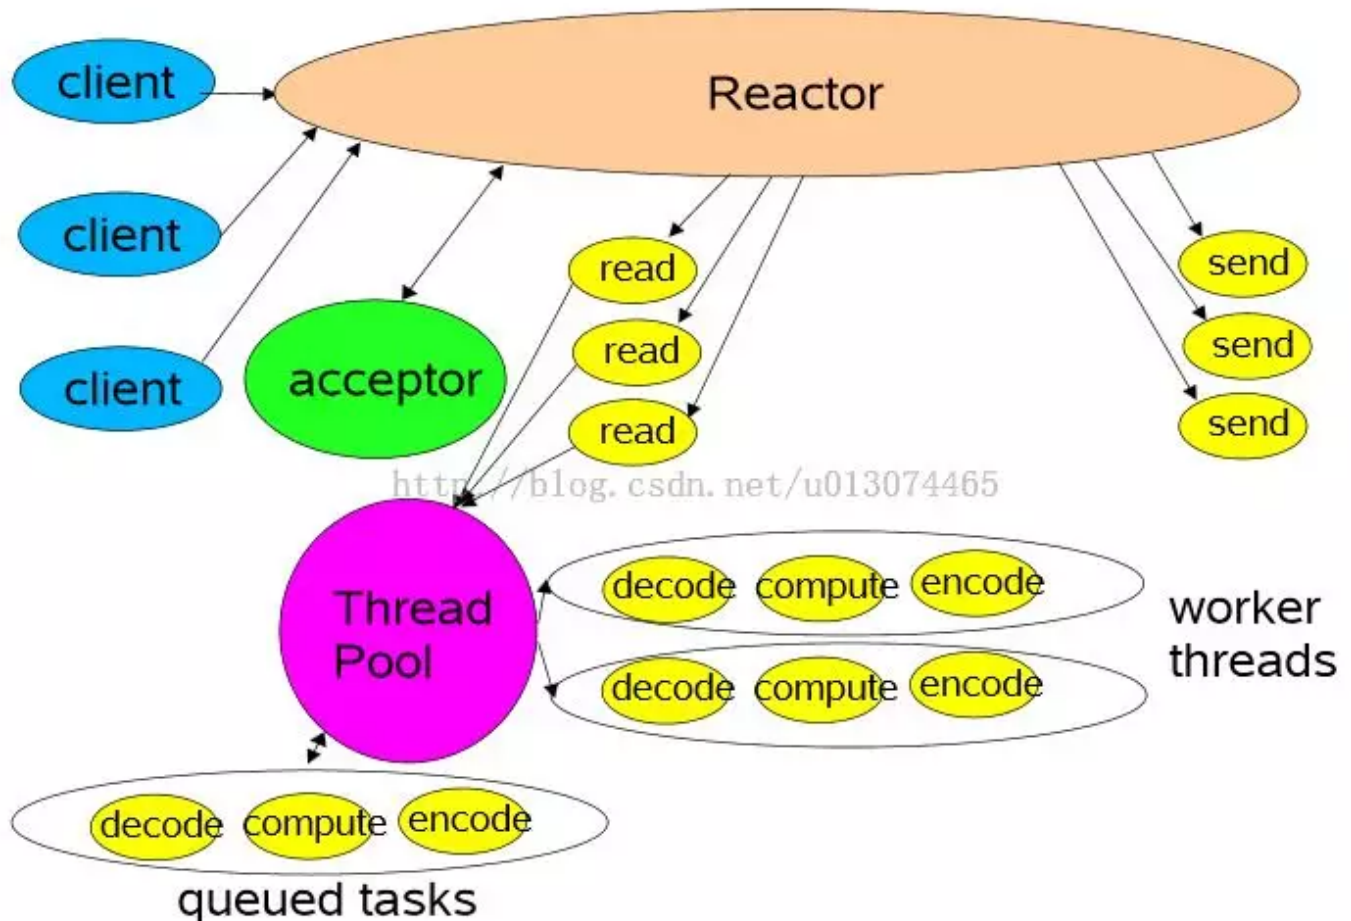 client
Reactor
client
read
send
client
acceptor
read
send
read
send
http://blog.csdn.net/u013074465
Thread
Pool
decode compute encode
decode compute encode
worker
threads
decode compute encode
queued tasks